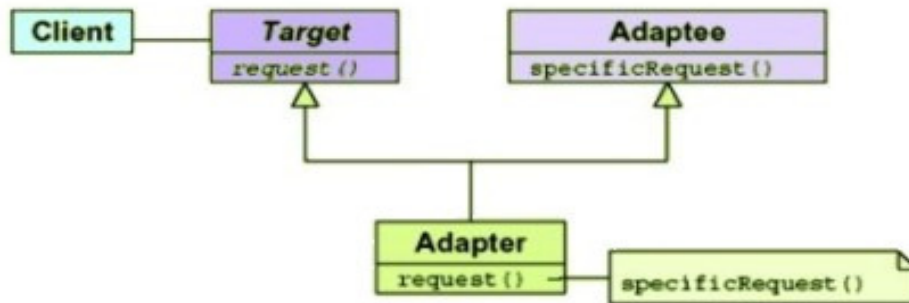 Client
Target
request()
Adaptee
specificRequest()
Adapter
request()
specificRequest()